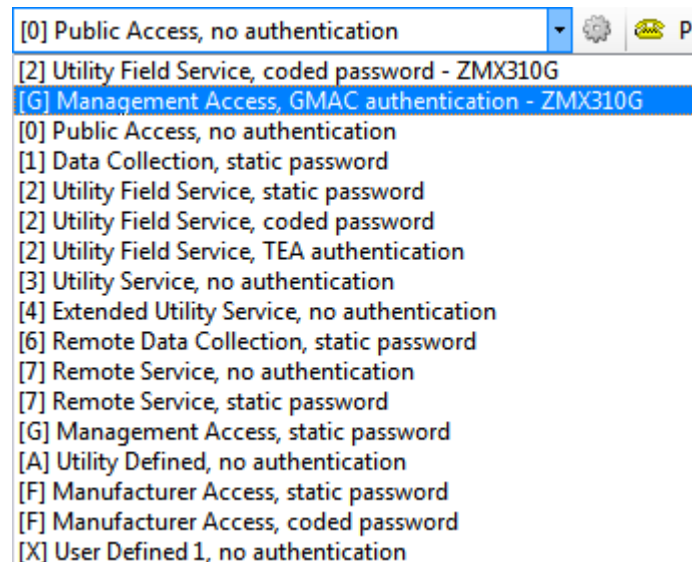 [0] Public Access, no authentication P
[2] Utility Field Service, coded password - ZMX310G
[G] Management Access, GMAC authentication - ZMX310G
[0] Public Access, no authentication
[1] Data Collection, static password
[2] Utility Field Service, static password
[2] Utility Field Service, coded password
[2] Utility Field Service, TEA authentication
[3] Utility Service, no authentication
[4] Extended Utility Service, no authentication
[6] Remote Data Collection, static password
[7] Remote Service, no authentication
[7] Remote Service, static password
[G] Management Access, static password
[A] Utility Defined, no authentication
[F] Manufacturer Access, static password
[F] Manufacturer Access, coded password
[X] User Defined 1, no authentication